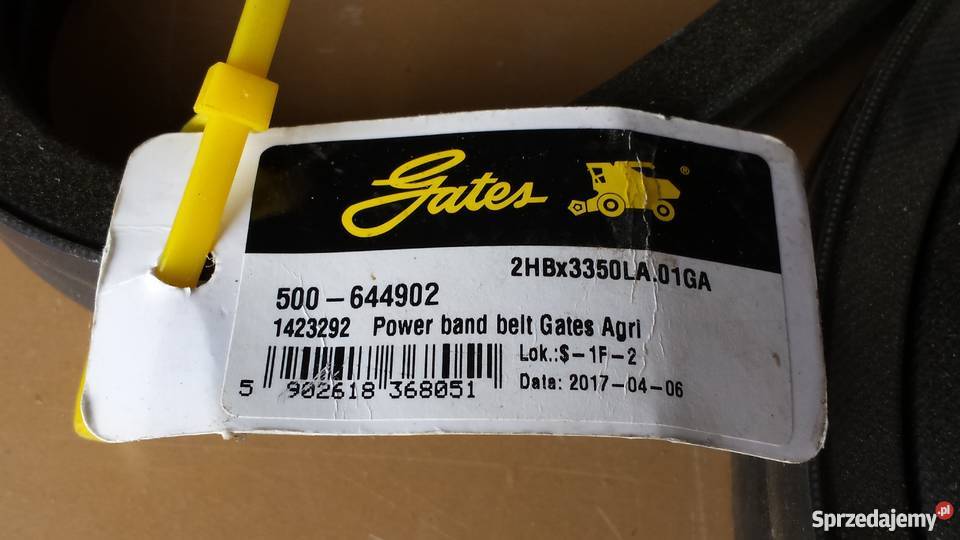 Gates ®
2HBx3350LA.01GA
500-644902
1423292 Power band belt Gates Agri
Lok.:S-1F-2
5 902618 368051
Data: 2017-04-06
Sprzedajemy.pl